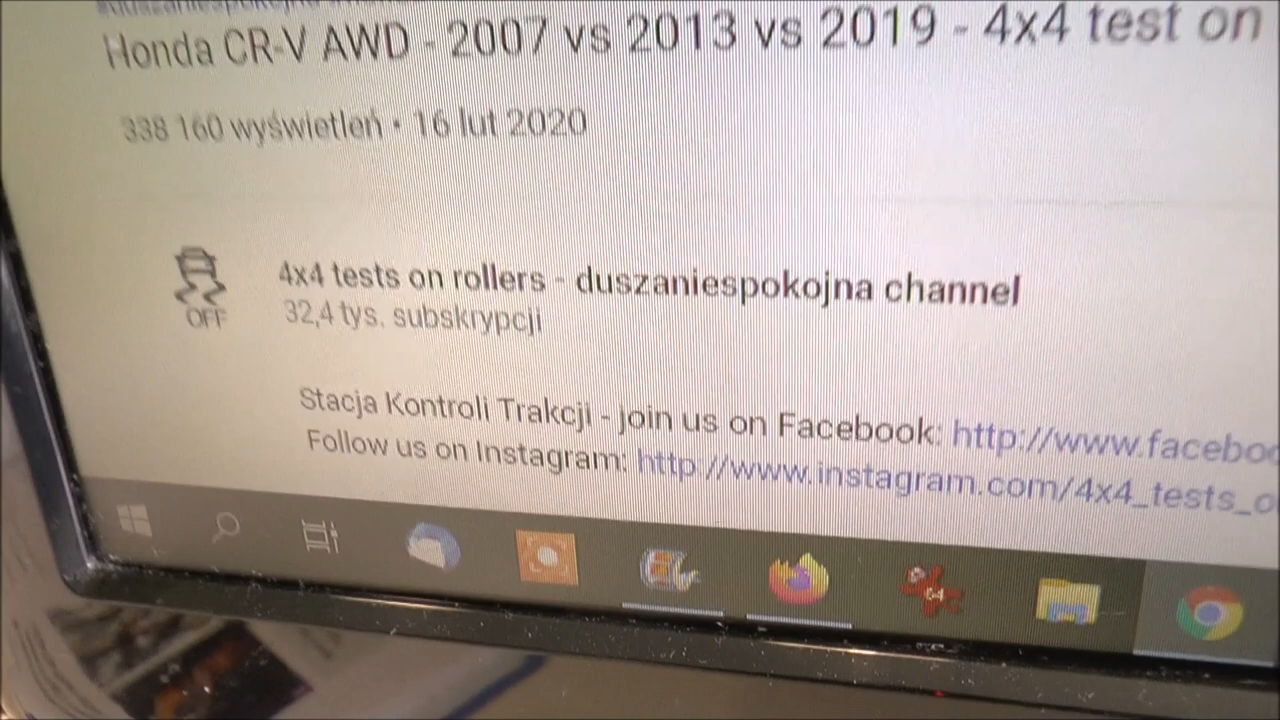 Honda CR-V AWD - 2007 vs 2013 vs 2019 - 4x4 test on
338 160 wyświetleń • 16 lut 2020
OFF
4x4 tests on rollers - duszaniespokojna channel
32,4 tys. subskrypcji
Stacja Kontroli Trakcji - join us on Facebook: http://www.faceboo
Follow us on Instagram: http://www.instagram.com/4x4_tests_o
64